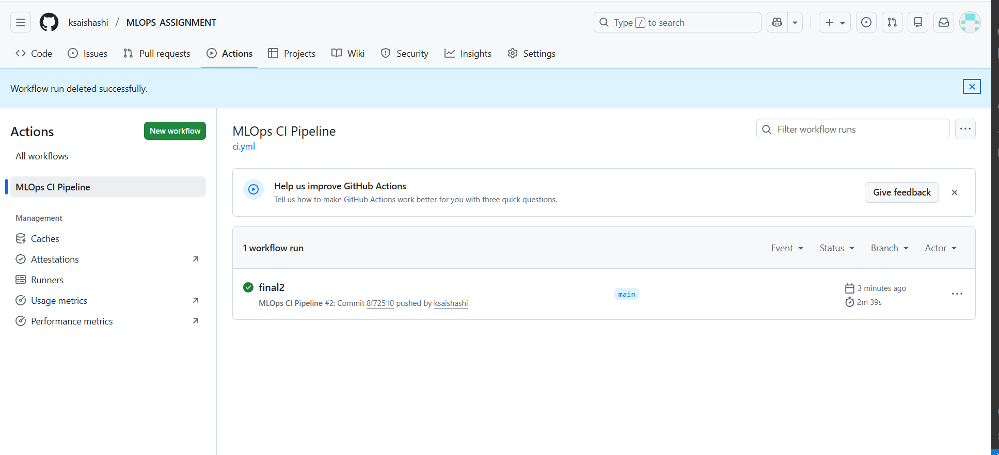 ksaishashi / MLOPS_ASSIGNMENT
Type / to search
Code Issues Pull requests Actions Projects Wiki Security Insights Settings
Workflow run deleted successfully.
Actions
New workflow
All workflows
MLOps CI Pipeline
Management
Caches
Attestations
Runners
Usage metrics
Performance metrics
MLOps CI Pipeline
ci.yml
Filter workflow runs
Help us improve GitHub Actions
Tell us how to make GitHub Actions work better for you with three quick questions.
Give feedback
1 workflow run
Event Status Branch Actor
final2
MLOps CI Pipeline #2: Commit 8f72510 pushed by ksaishashi
main
3 minutes ago
2m 39s